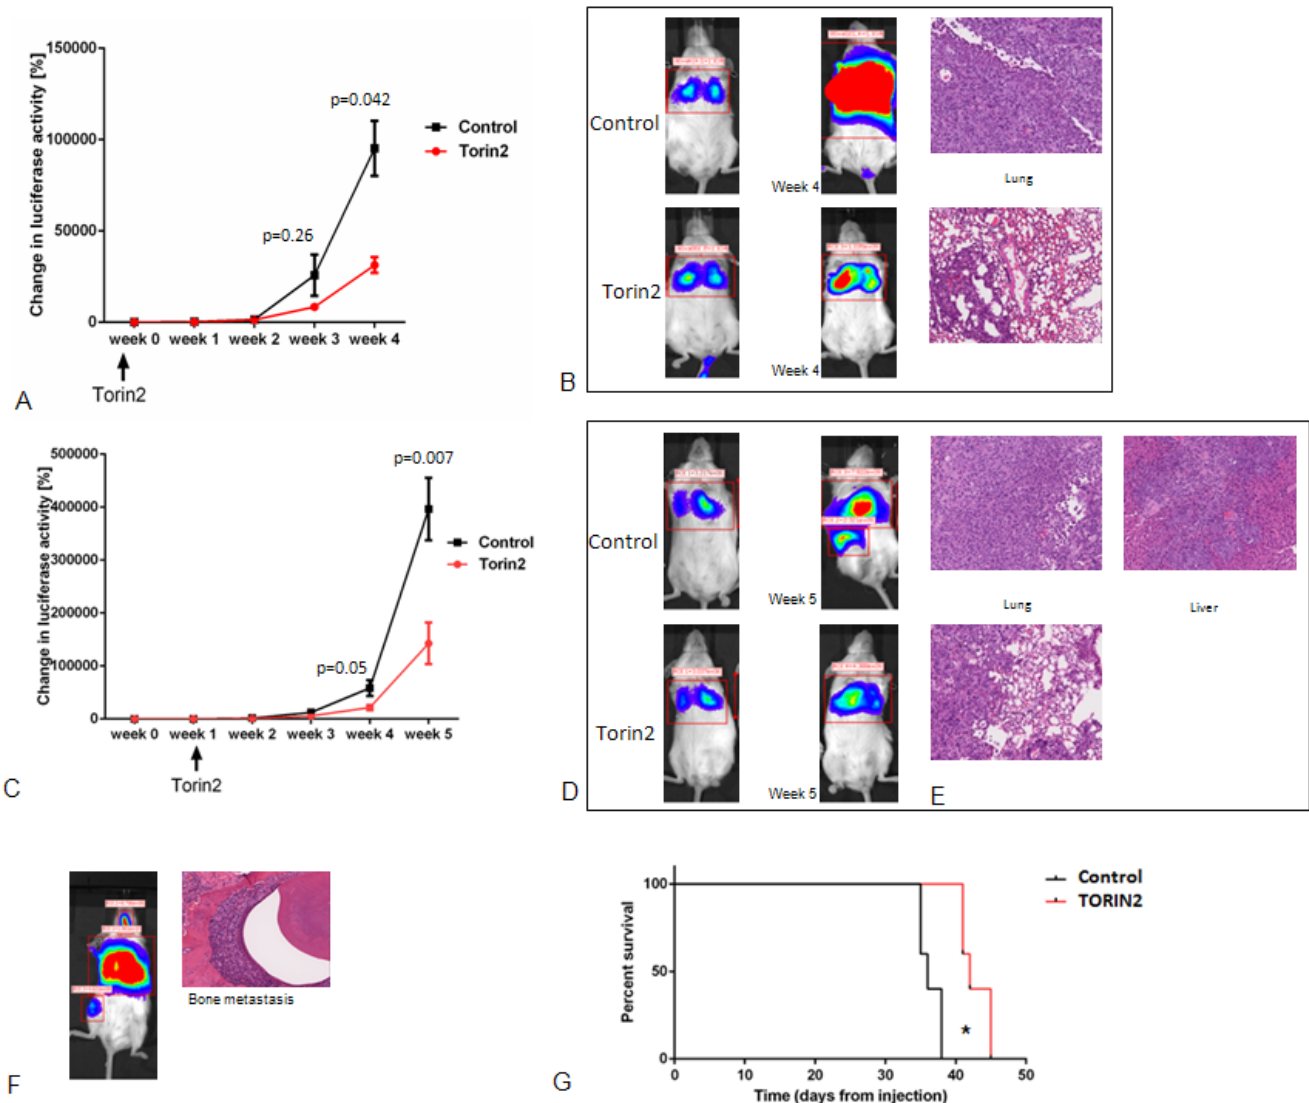 150000
100000
50000
0
Change in luciferase activity [%]
p=0.042
p=0.26
Control
Torin2
week 0 week 1 week 2 week 3 week 4
Torin2
A
Control
Week 4
Lung
Torin2
Week 4
B
500000
400000
300000
200000
100000
0
Change in luciferase activity [%]
p=0.007
p=0.05
Control
Torin2
week 0 week 1 week 2 week 3 week 4 week 5
Torin2
C
Control
Week 5
Lung
Liver
Torin2
Week 5
D
E
Bone metastasis
F
100
50
0
Percent survival
Control
TORIN2
*
0 10 20 30 40 50
Time (days from injection)
G